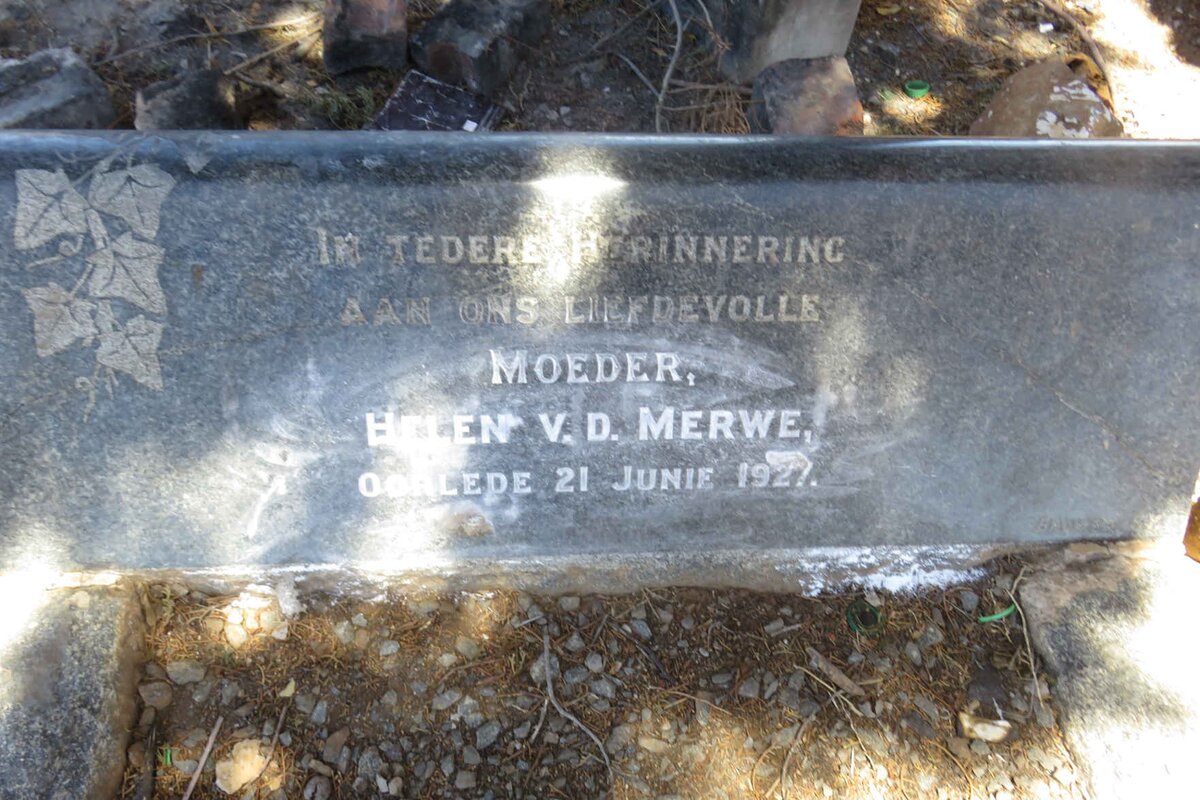 IN TEDERE HERINNERING
AAN ONS LIEFDEVOLLE
MOEDER,
HELEN V. D. MERWE,
OORLEDE 21 JUNIE 1927.